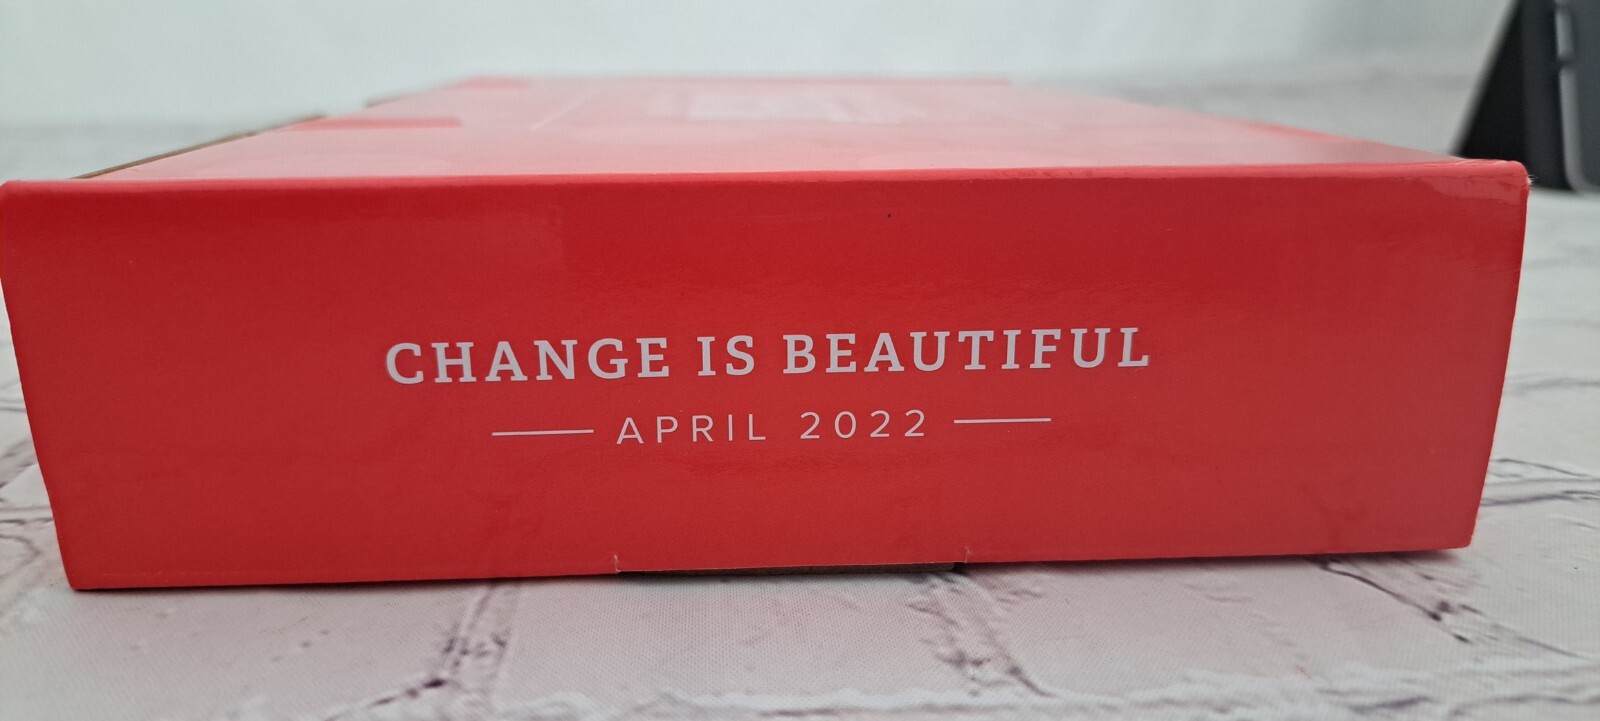 CHANGE IS BEAUTIFUL
APRIL 2022